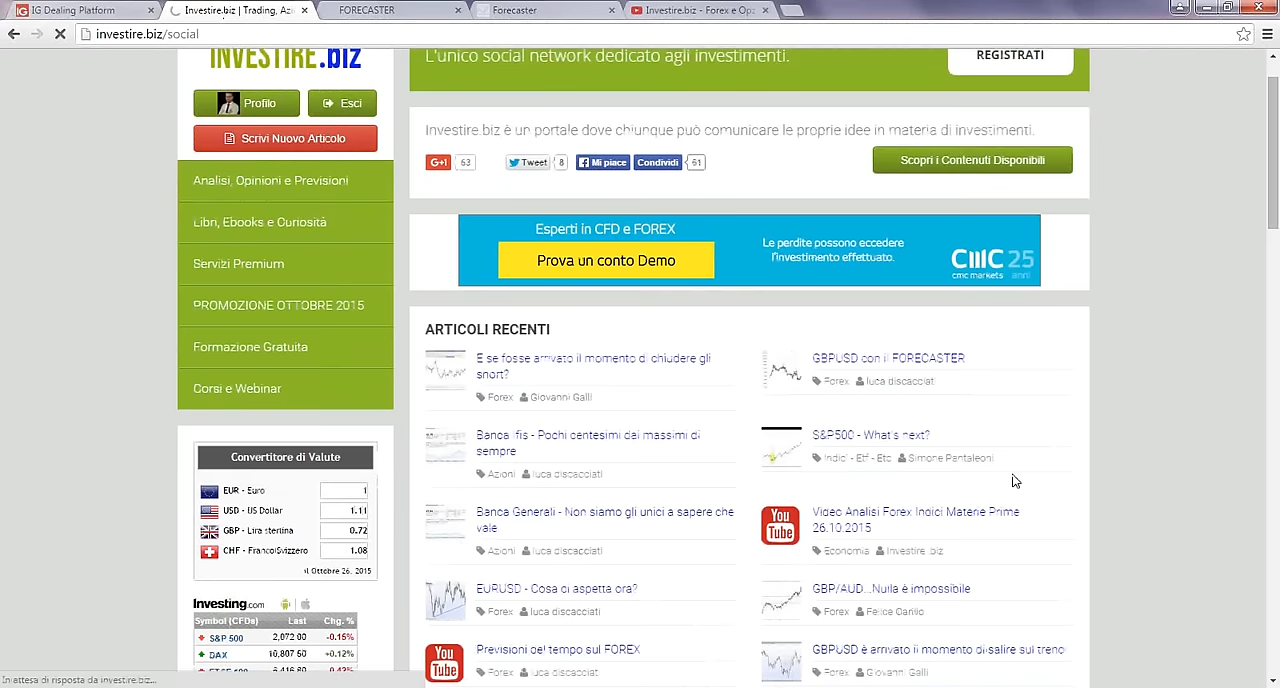 IG Dealing Platform
Investire.biz | Trading, Azi
FORECASTER
Forecaster
Investire.biz - Forex e Op
investire.biz/social
INVESTIRE.BIZ
Profilo
Esci
Scrivi Nuovo Articolo
Analisi, Opinioni e Previsioni
Libri, Ebooks e Curiosità
Servizi Premium
PROMOZIONE OTTOBRE 2015
Formazione Gratuita
Corsi e Webinar
Convertitore di Valute
EUR - Euro 1
USD - US Dollar 1.11
GBP - Lira sterlina 0.72
CHF - Franco Svizzero 1.08
Ottobre 26, 2015
Investing.com
Symbol (CFDs) Last Chg. %
S&P 500 2,072.00 -0.15%
DAX 10,807.50 +0.12%
L'unico social network dedicato agli investimenti.
REGISTRATI
Investire.biz è un portale dove chiunque può comunicare le proprie idee in materia di investimenti.
G+1 63
Tweet 8
Mi piace
Condividi 61
Scopri i Contenuti Disponibili
Esperti in CFD e FOREX
Prova un conto Demo
Le perdite possono eccedere
l'investimento effettuato.
CMC 25
cmc markets anni
ARTICOLI RECENTI
E se fosse arrivato il momento di chiudere gli
short?
Forex Giovanni Galli
GBPUSD con il FORECASTER
Forex luca discacciati
Banca Ifis - Pochi centesimi dai massimi di
sempre
Azioni luca discacciati
S&P500 - What's next?
Indici - Etf - Etc Simone Pantaleoni
Banca Generali - Non siamo gli unici a sapere che
vale
Azioni luca discacciati
You
Tube
Video Analisi Forex Indici Materie Prime
26.10.2015
Economia Investire.biz
EURUSD - Cosa ci aspetta ora?
Forex luca discacciati
GBP/AUD...Nulla è impossibile
Forex Felice
You
Tube
Previsioni del tempo sul FOREX
Forex luca discacciati
GBPUSD è arrivato il momento di salire sul treno
Forex Giovanni Galli
In attesa di risposta da investire.biz...